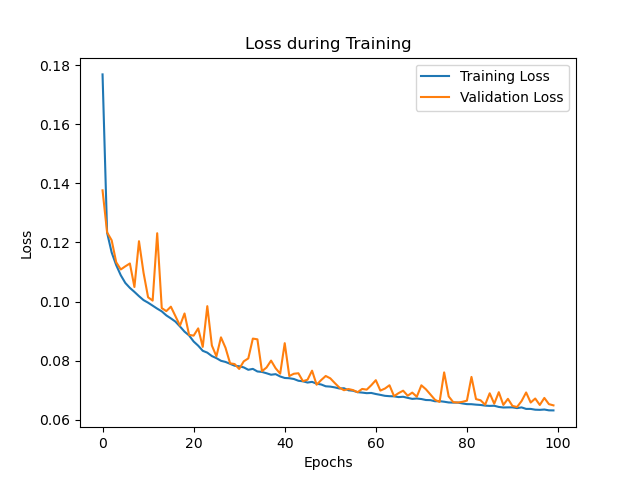 Loss during Training
Training Loss
Validation Loss
Loss
0.18
0.16
0.14
0.12
0.10
0.08
0.06
0 20 40 60 80 100
Epochs